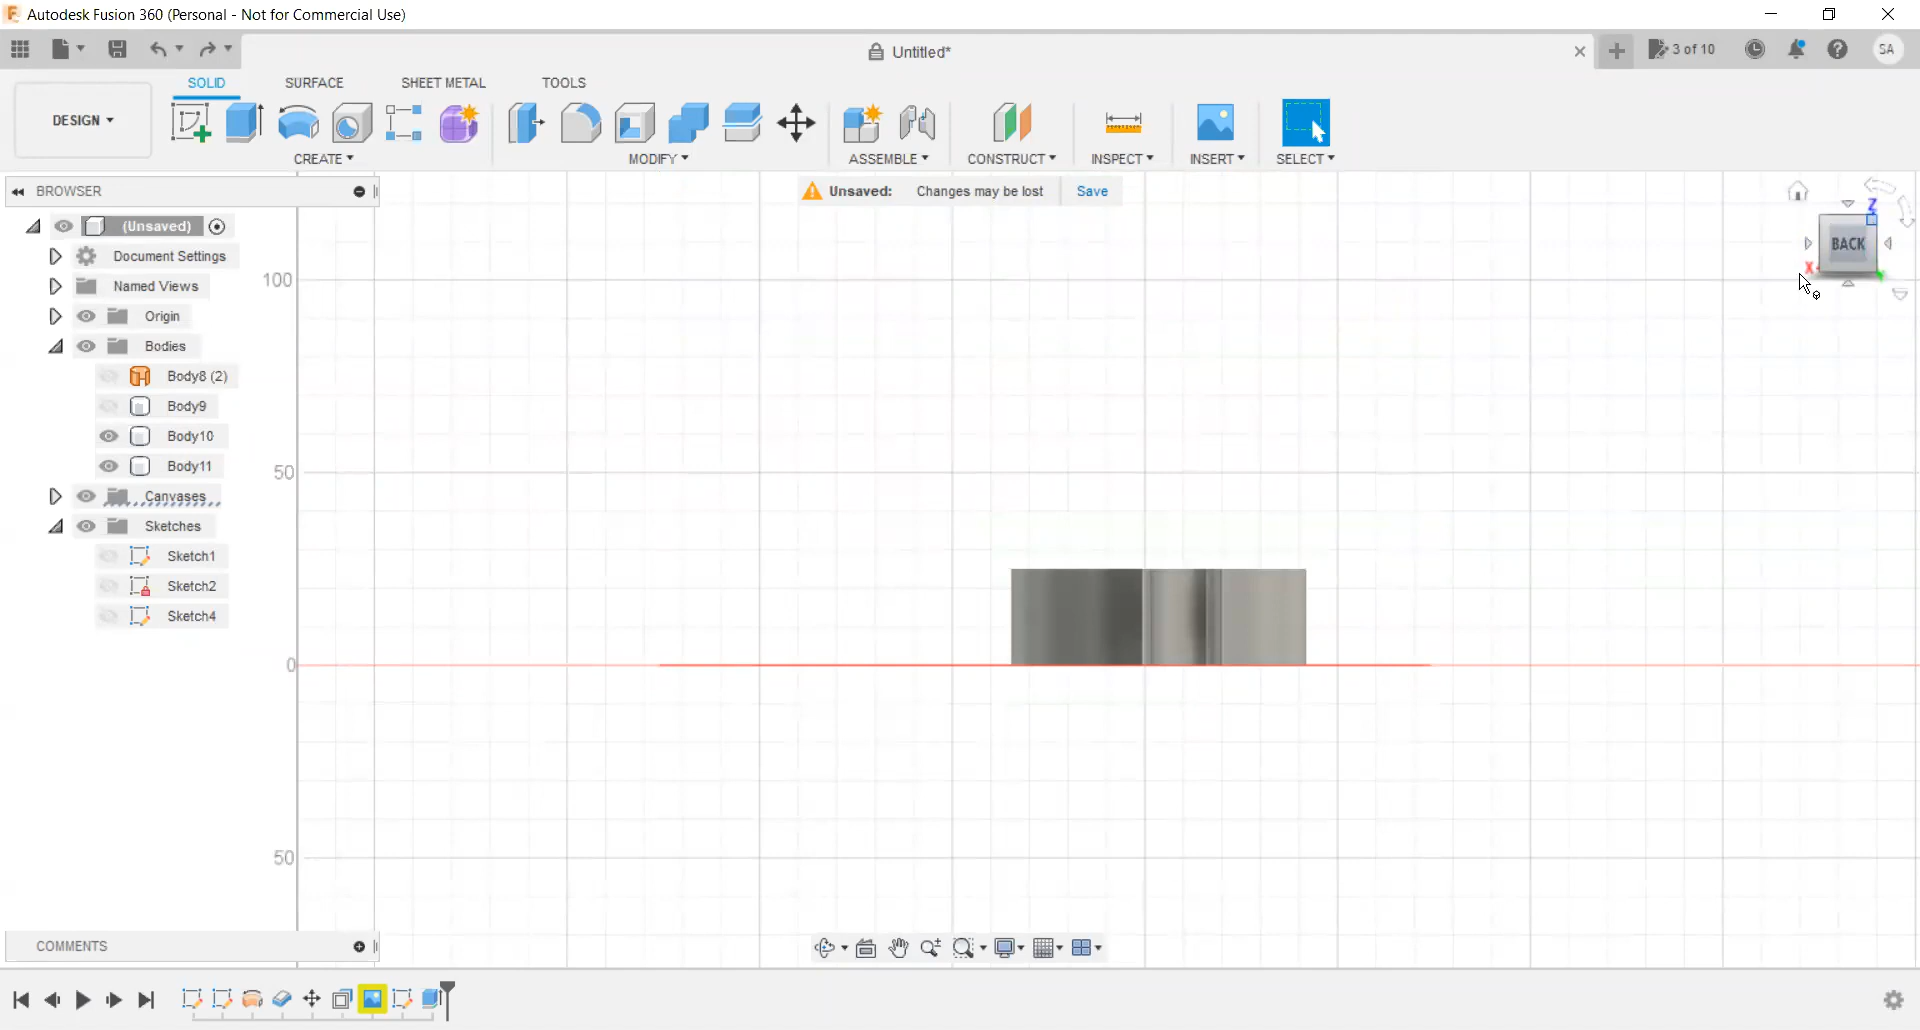 Autodesk Fusion 360 (Personal - Not for Commercial Use)
Untitled*
3 of 10
SA
SOLID SURFACE SHEET METAL TOOLS
DESIGN
CREATE MODIFY ASSEMBLE CONSTRUCT INSPECT INSERT SELECT
BROWSER
Unsaved: Changes may be lost Save
(Unsaved)
Document Settings
Named Views
Origin
Bodies
Body8 (2)
Body9
Body10
Body11
Canvases
Sketches
Sketch1
Sketch2
Sketch4
100
50
0
50
Z
BACK
X
COMMENTS